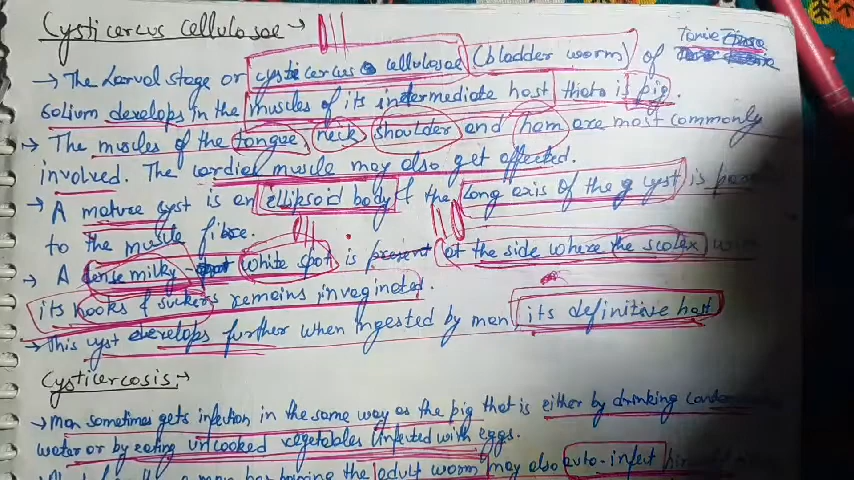 Cysticercus cellulosae →
→ The larval stage or cysticercus cellulosae (bladder worm) of Tænia
solium develops in the muscles of its intermediate host that is pig.
→ The muscles of the tongue, neck, shoulder and ham are most commonly
involved. The cardiac muscle may also get affected.
→ A mature cyst is an ellipsoid body & the long axis of the cyst is
to the muscle fibre.
→ A dense milky-white spot is present at the side where the scolex with
its hooks & suckers remains invaginated.
→ This cyst develops further when ingested by man its definitive host
Cysticercosis:→
→ Man sometimes gets infection in the same way as the pig that is either by drinking
water or by eating uncooked vegetables infected with eggs.
a man harboring the adult worm may also auto-infect